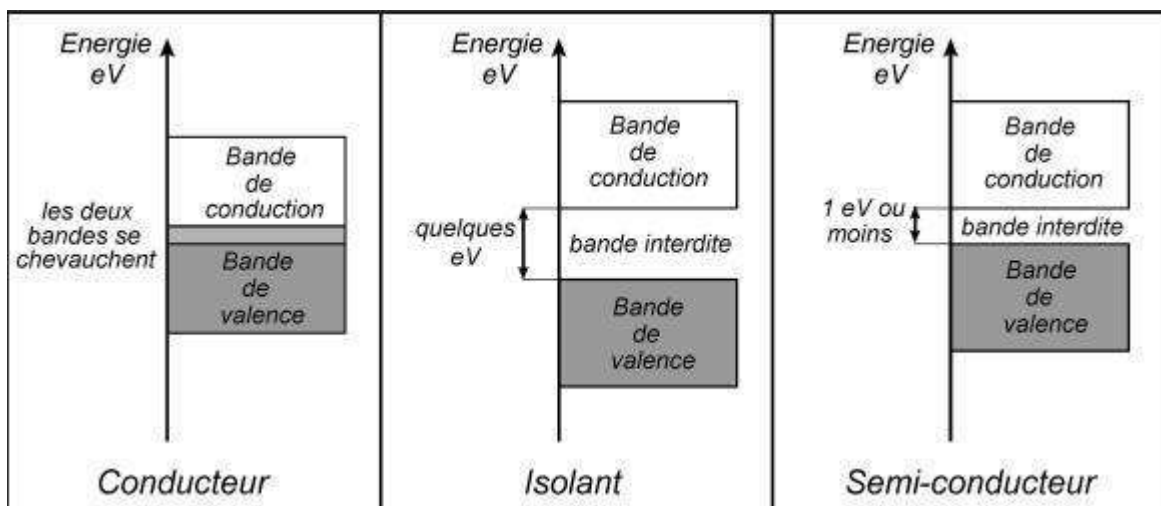 Energie
eV
Bande
de
conduction
les deux
bandes se
chevauchent
Bande
de
valence
Conducteur
Energie
eV
Bande
de
conduction
quelques
eV
bande interdite
Bande
de
valence
Isolant
Energie
eV
Bande
de
conduction
1 eV ou
moins
bande interdite
Bande
de
valence
Semi-conducteur